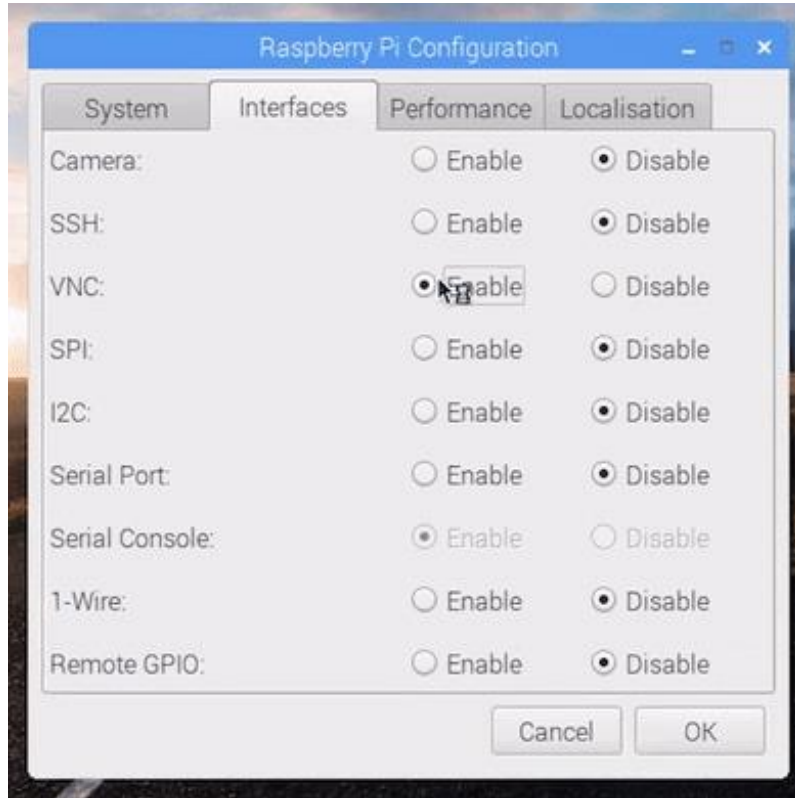 Raspberry Pi Configuration
System Interfaces Performance Localisation
Camera: Enable Disable
SSH: Enable Disable
VNC: Enable Disable
SPI: Enable Disable
I2C: Enable Disable
Serial Port: Enable Disable
Serial Console: Enable Disable
1-Wire: Enable Disable
Remote GPIO: Enable Disable
Cancel OK